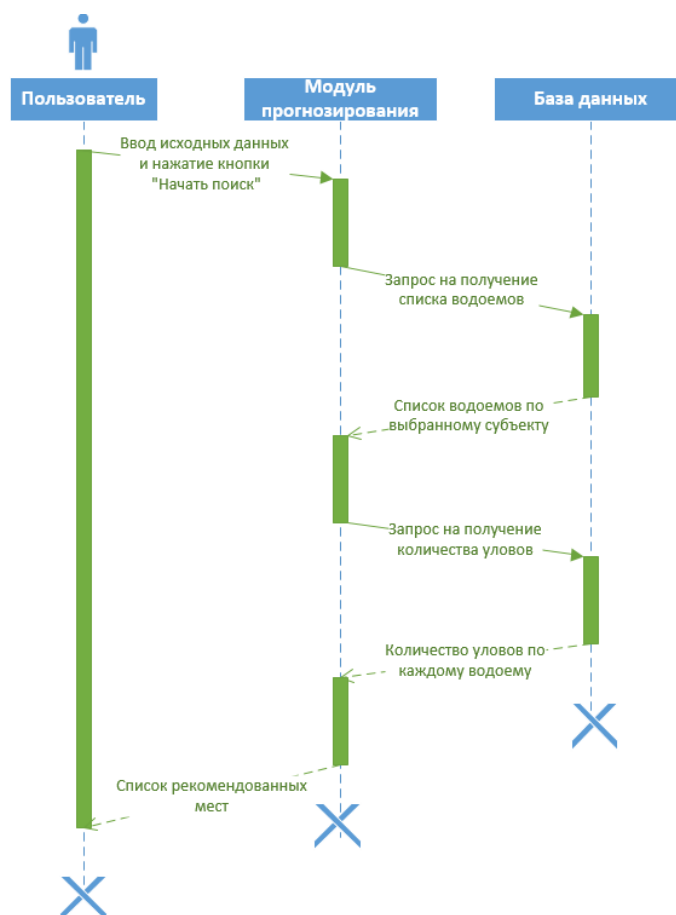 Пользователь
Модуль
прогнозирования
База данных
Ввод исходных данных
и нажатие кнопки
"Начать поиск"
Запрос на получение
списка водоемов
Список водоемов по
выбранному субъекту
Запрос на получение
количества уловов
Количество уловов по
каждому водоему
Список рекомендованных
мест